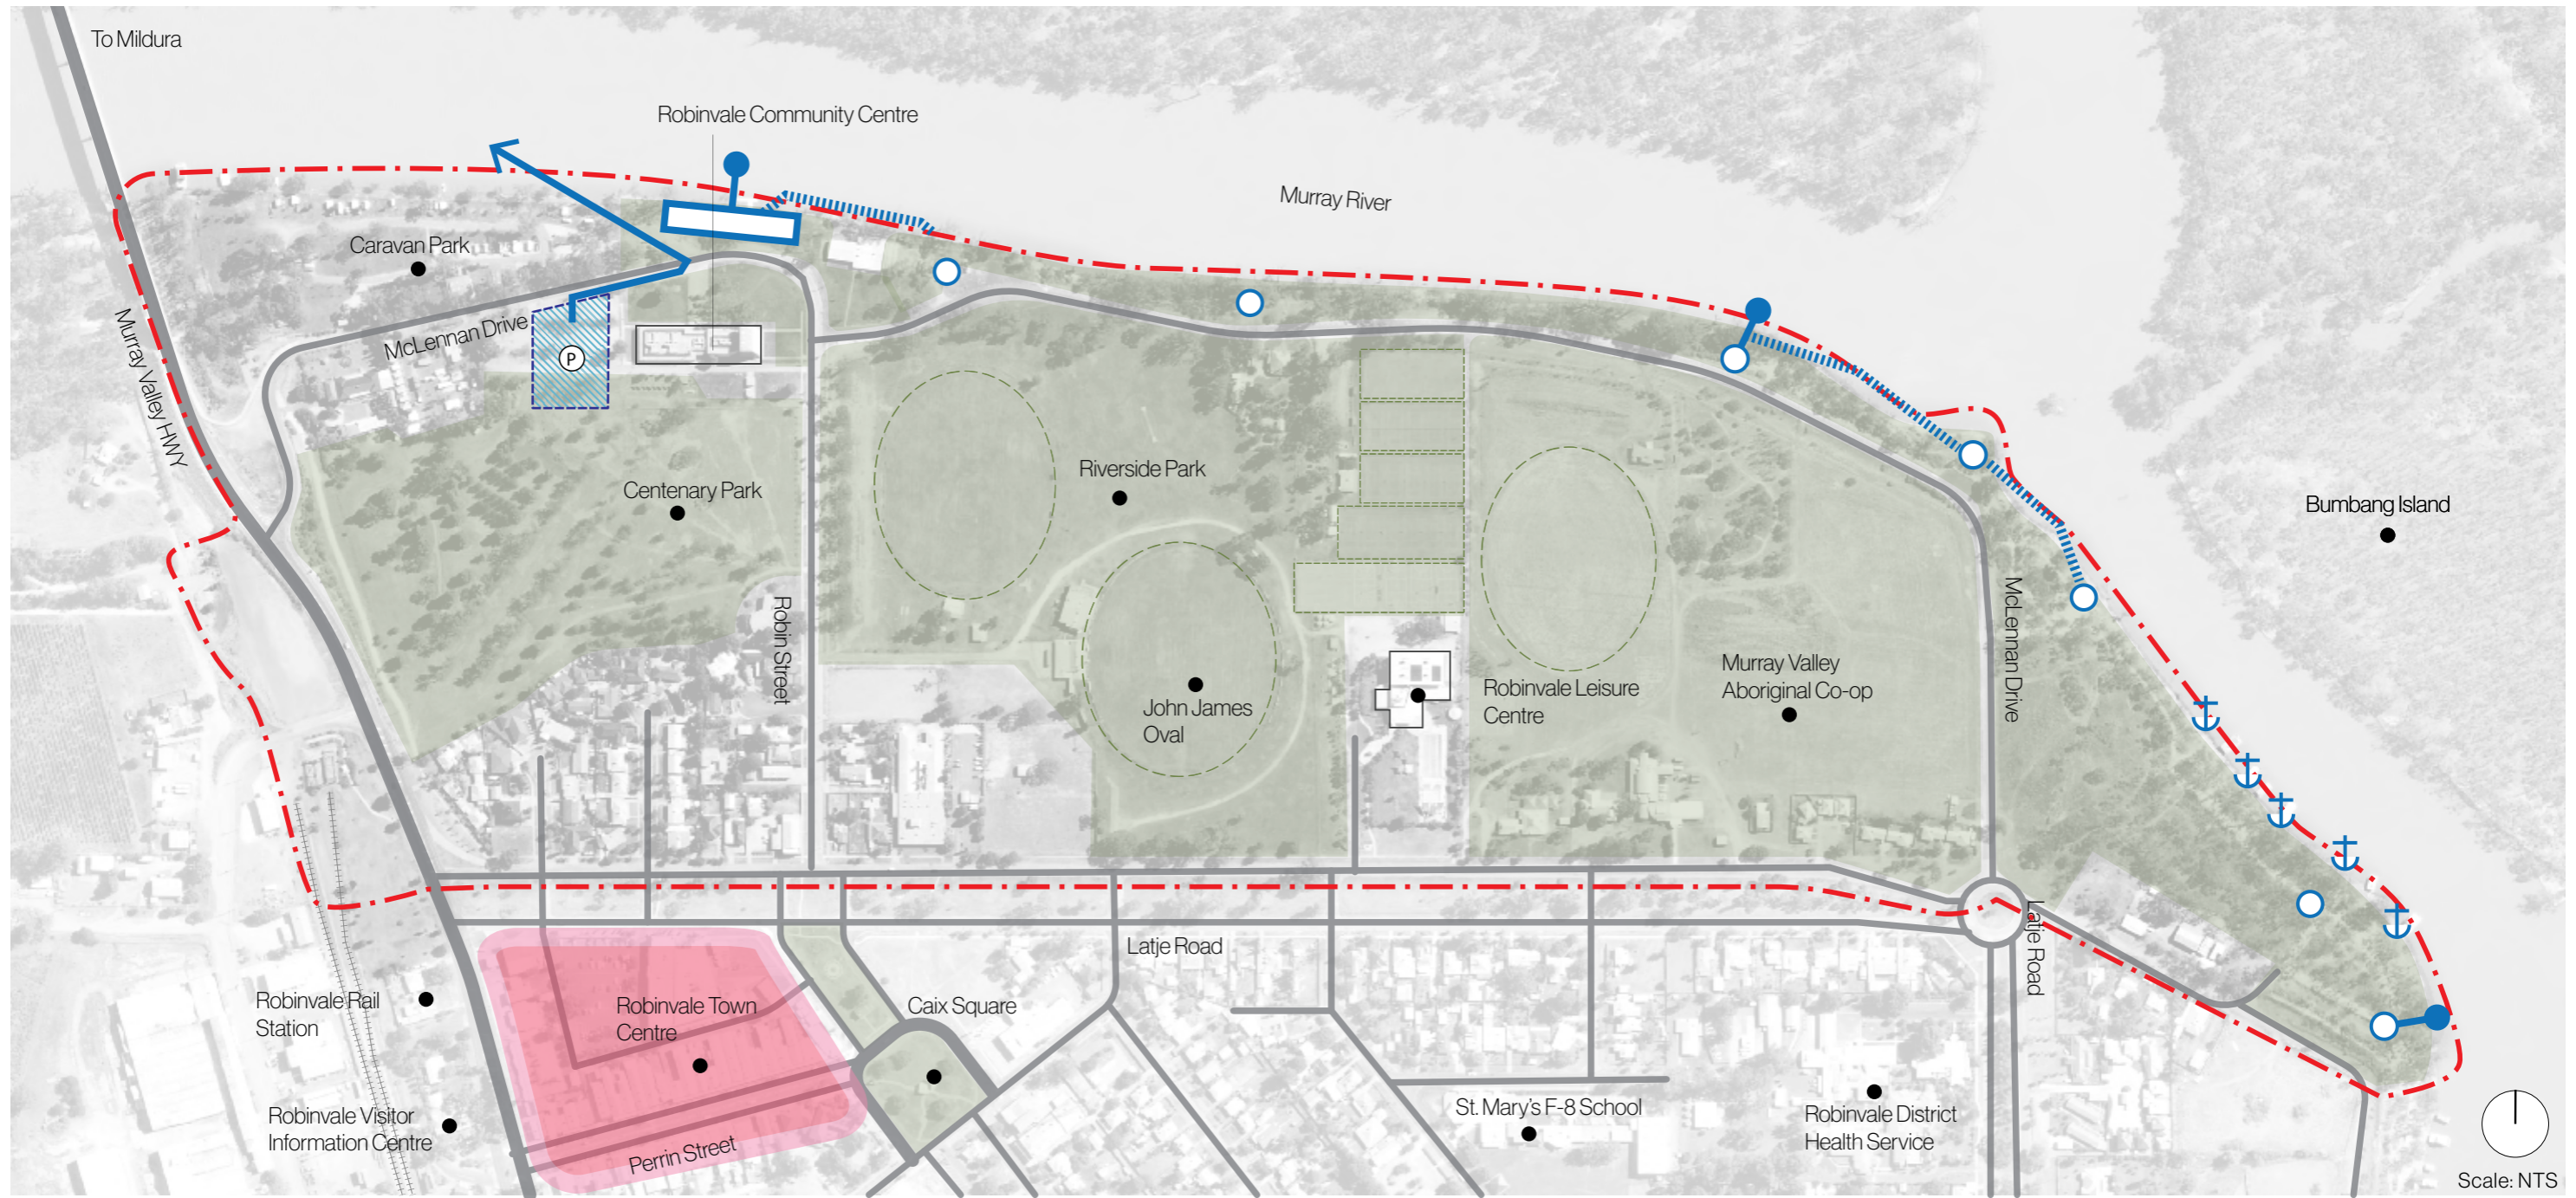 To Mildura
Robinvale Community Centre
Murray River
Caravan Park
McLennan Drive
P
Murray Valley HWY
Riverside Park
Centenary Park
Bumbang Island
Robin Street
McLennan Drive
John James
Oval
Robinvale Leisure
Centre
Murray Valley
Aboriginal Co-op
Latje Road
Latje Road
Robinvale Rail
Station
Robinvale Town
Centre
Caix Square
Robinvale Visitor
Information Centre
Perrin Street
St. Mary's F-8 School
Robinvale District
Health Service
Scale: NTS